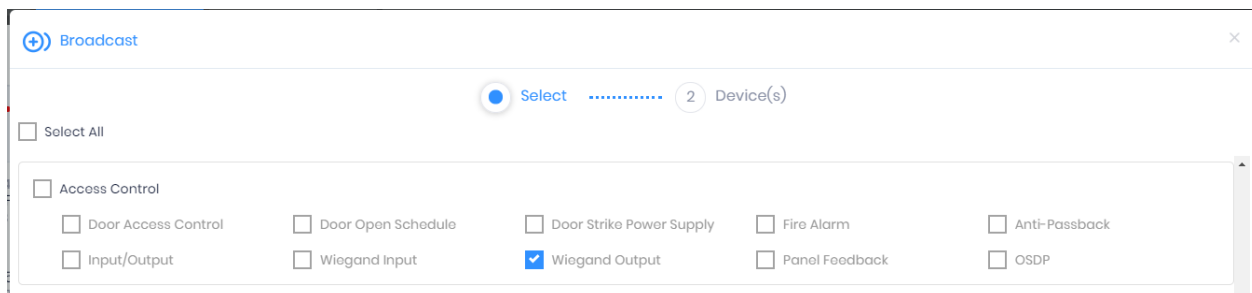 Broadcast
Select 2 Device(s)
Select All
Access Control
Door Access Control Door Open Schedule Door Strike Power Supply Fire Alarm Anti-Passback
Input/Output Wiegand Input Wiegand Output Panel Feedback OSDP